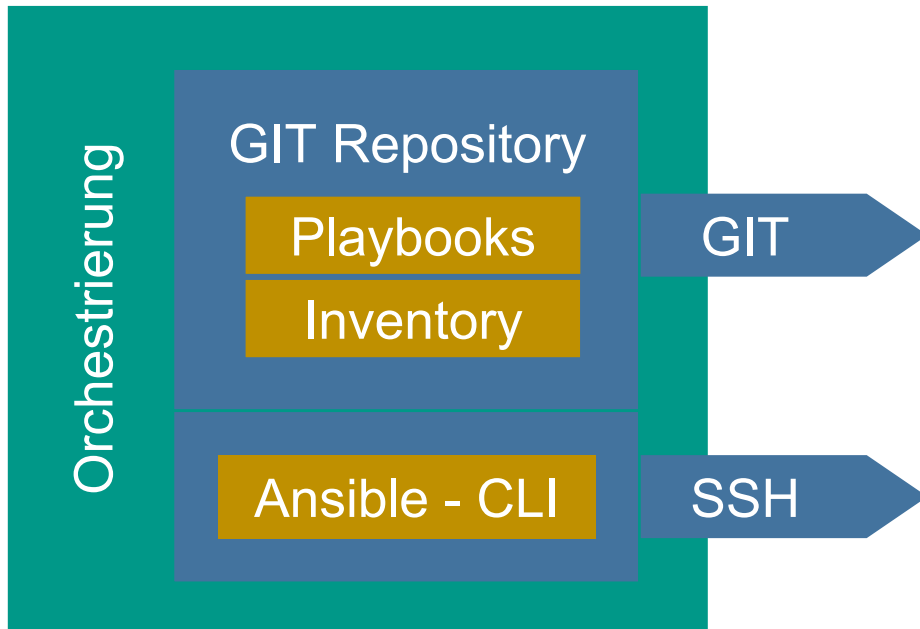 Orchestrierung
GIT Repository
Playbooks
Inventory
GIT
Ansible - CLI
SSH